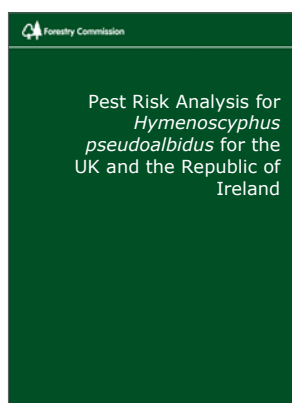 Forestry Commission
Pest Risk Analysis for
Hymenoscyphus
pseudoalbidus for the
UK and the Republic of
Ireland